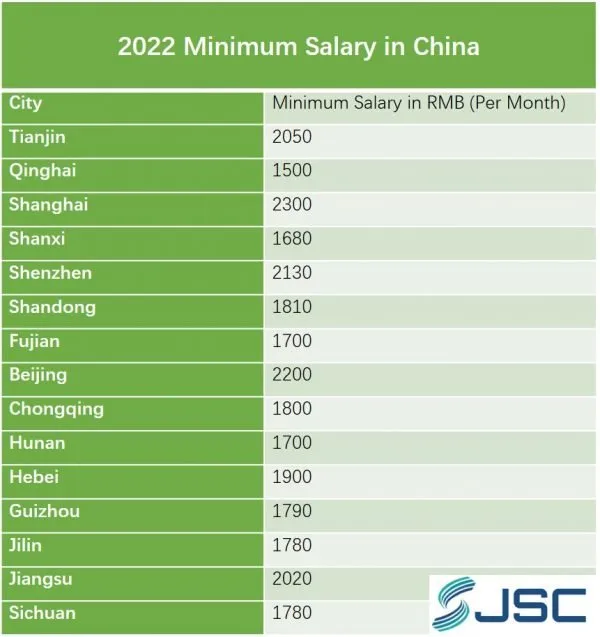 2022 Minimum Salary in China
City Minimum Salary in RMB (Per Month)
Tianjin 2050
Qinghai 1500
Shanghai 2300
Shanxi 1680
Shenzhen 2130
Shandong 1810
Fujian 1700
Beijing 2200
Chongqing 1800
Hunan 1700
Hebei 1900
Guizhou 1790
Jilin 1780
Jiangsu 2020
Sichuan 1780
JSC